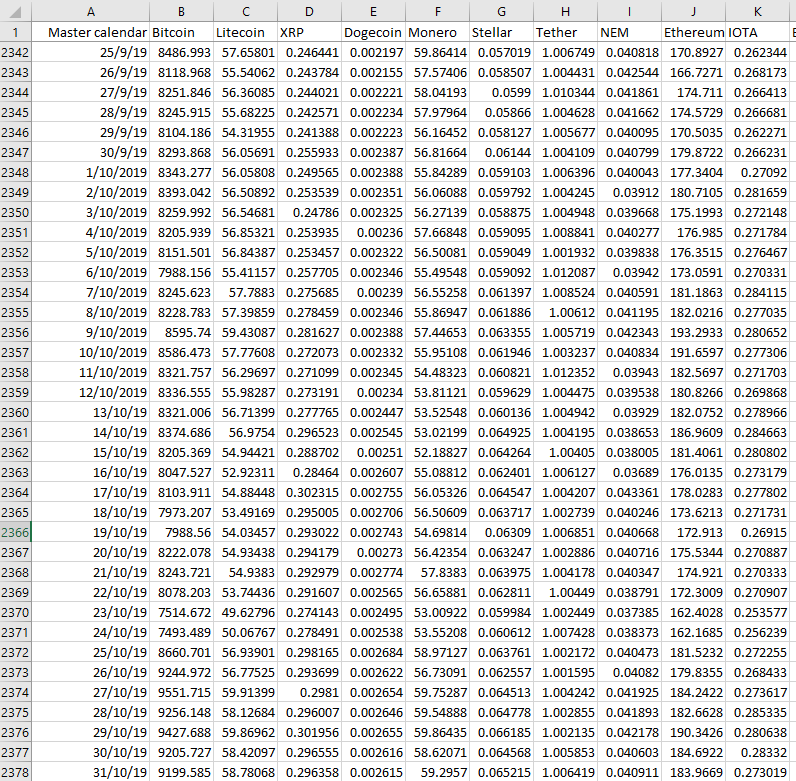 A B C D E F G H I J K
1 Master calendar Bitcoin Litecoin XRP Dogecoin Monero Stellar Tether NEM Ethereum IOTA
2342 25/9/19 8486.993 57.65801 0.246441 0.002197 59.86414 0.057019 1.006749 0.040818 170.8927 0.262344
2343 26/9/19 8118.968 55.54062 0.243784 0.002155 57.57406 0.058507 1.004431 0.042544 166.7271 0.268173
2344 27/9/19 8251.846 56.36085 0.244021 0.002221 58.04193 0.0599 1.010344 0.041861 174.711 0.266413
2345 28/9/19 8245.915 55.68225 0.242571 0.002234 57.97964 0.05866 1.004628 0.041662 174.5729 0.266681
2346 29/9/19 8104.186 54.31955 0.241388 0.002223 56.16452 0.058127 1.005677 0.040095 170.5035 0.262271
2347 30/9/19 8293.868 56.05691 0.255933 0.002387 56.81664 0.06144 1.004109 0.040799 179.8722 0.266231
2348 1/10/2019 8343.277 56.05808 0.249565 0.002388 55.84289 0.059103 1.006396 0.040043 177.3404 0.27092
2349 2/10/2019 8393.042 56.50892 0.253539 0.002351 56.06088 0.059792 1.004245 0.03912 180.7105 0.281659
2350 3/10/2019 8259.992 56.54681 0.24786 0.002325 56.27139 0.058875 1.004948 0.039668 175.1993 0.272148
2351 4/10/2019 8205.939 56.85321 0.253935 0.00236 57.66848 0.059095 1.008841 0.040277 176.985 0.271784
2352 5/10/2019 8151.501 56.84387 0.253457 0.002322 56.50081 0.059049 1.001932 0.039838 176.3515 0.276467
2353 6/10/2019 7988.156 55.41157 0.257705 0.002346 55.49548 0.059092 1.012087 0.03942 173.0591 0.270331
2354 7/10/2019 8245.623 57.7883 0.275685 0.00239 56.55258 0.061397 1.008524 0.040591 181.1863 0.284115
2355 8/10/2019 8228.783 57.39859 0.278459 0.002346 55.86947 0.061886 1.00612 0.041195 182.0216 0.277035
2356 9/10/2019 8595.74 59.43087 0.281627 0.002388 57.44653 0.063355 1.005719 0.042343 193.2933 0.280652
2357 10/10/2019 8586.473 57.77608 0.272073 0.002332 55.95108 0.061946 1.003237 0.040834 191.6597 0.277306
2358 11/10/2019 8321.757 56.29697 0.271099 0.002345 54.48323 0.060821 1.012352 0.03943 182.5697 0.271703
2359 12/10/2019 8336.555 55.98287 0.273191 0.00234 53.81121 0.059629 1.004475 0.039538 180.8266 0.269868
2360 13/10/19 8321.006 56.71399 0.277765 0.002447 53.52548 0.060136 1.004942 0.03929 182.0752 0.278966
2361 14/10/19 8374.686 56.9754 0.296523 0.002545 53.02199 0.064925 1.004195 0.038653 186.9609 0.284663
2362 15/10/19 8205.369 54.94421 0.288702 0.00251 52.18827 0.064264 1.00405 0.038005 181.4061 0.280802
2363 16/10/19 8047.527 52.92311 0.28464 0.002607 55.08812 0.062401 1.006127 0.03689 176.0135 0.273179
2364 17/10/19 8103.911 54.88448 0.302315 0.002755 56.05326 0.064547 1.004207 0.043361 178.0283 0.277802
2365 18/10/19 7973.207 53.49169 0.295005 0.002706 56.50609 0.063717 1.002739 0.040246 173.6213 0.271731
2366 19/10/19 7988.56 54.03457 0.293022 0.002743 54.69814 0.06309 1.006851 0.040668 172.913 0.26915
2367 20/10/19 8222.078 54.93438 0.294179 0.00273 56.42354 0.063247 1.002886 0.040716 175.5344 0.270887
2368 21/10/19 8243.721 54.9383 0.292979 0.002774 57.8383 0.063975 1.004178 0.040347 174.921 0.270333
2369 22/10/19 8078.203 53.74436 0.291607 0.002565 56.65881 0.062811 1.00449 0.038791 172.3009 0.270907
2370 23/10/19 7514.672 49.62796 0.274143 0.002495 53.00922 0.059984 1.002449 0.037385 162.4028 0.253577
2371 24/10/19 7493.489 50.06767 0.278491 0.002538 53.55208 0.060612 1.007428 0.038373 162.1685 0.256239
2372 25/10/19 8660.701 56.93901 0.298165 0.002684 58.97127 0.063761 1.002172 0.040473 181.5232 0.272255
2373 26/10/19 9244.972 56.77525 0.293699 0.002622 56.73091 0.062557 1.001595 0.04082 179.8355 0.268433
2374 27/10/19 9551.715 59.91399 0.2981 0.002654 59.75287 0.064513 1.004242 0.041925 184.2422 0.273617
2375 28/10/19 9256.148 58.12684 0.296007 0.002646 59.54888 0.064778 1.002855 0.041893 182.6628 0.285335
2376 29/10/19 9427.688 59.86962 0.301956 0.002655 59.86435 0.066185 1.002135 0.042178 190.3426 0.280638
2377 30/10/19 9205.727 58.42097 0.296555 0.002616 58.62071 0.064568 1.005853 0.040603 184.6922 0.28332
2378 31/10/19 9199.585 58.78068 0.296358 0.002615 59.2957 0.065215 1.006419 0.040911 183.9669 0.273019